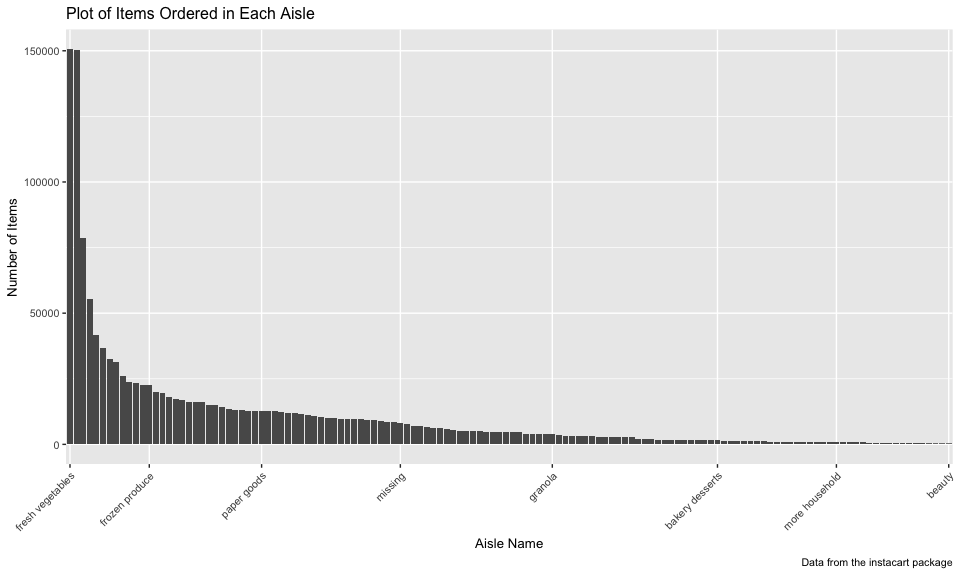 Plot of Items Ordered in Each Aisle
150000
100000
50000
0
Number of Items
fresh vegetables
frozen produce
paper goods
missing
granola
bakery desserts
more household
beauty
Aisle Name
Data from the instacart package